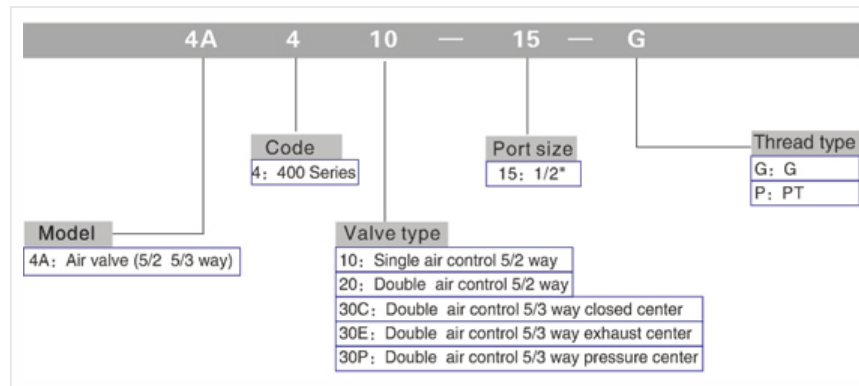 4A 4 10 — 15 — G
Code
4: 400 Series
Port size
15: 1/2"
Thread type
G: G
P: PT
Model
4A: Air valve (5/2 5/3 way)
Valve type
10: Single air control 5/2 way
20: Double air control 5/2 way
30C: Double air control 5/3 way closed center
30E: Double air control 5/3 way exhaust center
30P: Double air control 5/3 way pressure center